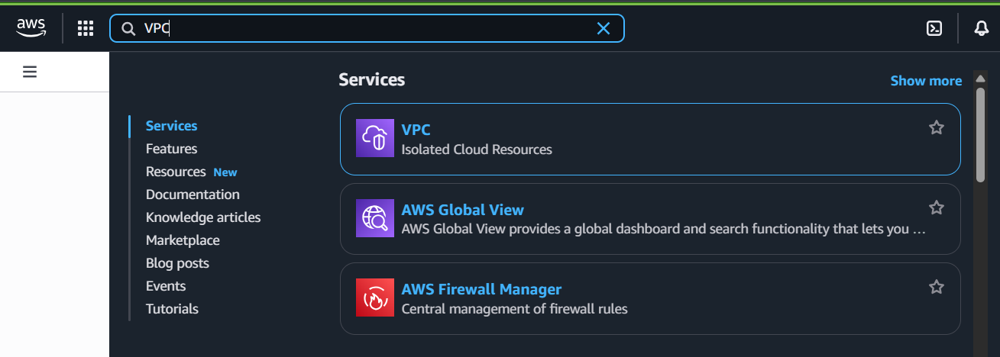 aws
VPC
Services
Show more
Services
Features
Resources New
Documentation
Knowledge articles
Marketplace
Blog posts
Events
Tutorials
VPC
Isolated Cloud Resources
AWS Global View
AWS Global View provides a global dashboard and search functionality that lets you ...
AWS Firewall Manager
Central management of firewall rules